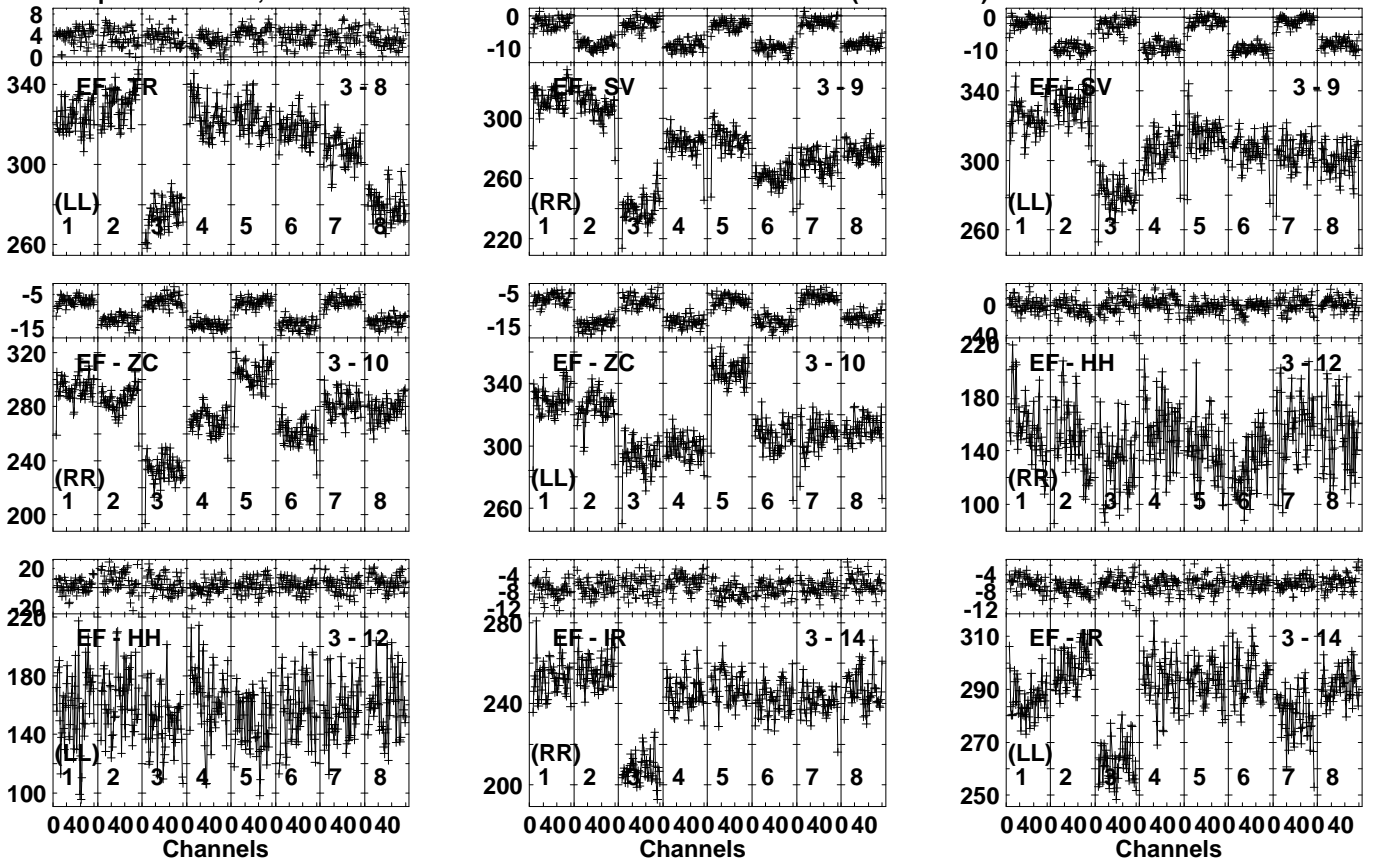 8
4
0
340
300
260
EF - TR 3 - 8
(LL)
1 2 3 4 5 6 7 8
0
-10
300
260
220
EF - SV 3 - 9
(RR)
1 2 3 4 5 6 7 8
0
-10
340
300
260
EF - SV 3 - 9
(LL)
1 2 3 4 5 6 7 8
-5
-15
320
280
240
200
EF - ZC 3 - 10
(RR)
1 2 3 4 5 6 7 8
-5
-15
340
300
260
EF - ZC 3 - 10
(LL)
1 2 3 4 5 6 7 8
0
220
180
140
100
EF - HH 3 - 12
(RR)
1 2 3 4 5 6 7 8
20
220
180
140
100
EF - HH 3 - 12
(LL)
1 2 3 4 5 6 7 8
0 40 0 40 0 40 0 40 0 40 0 40 0 40 0 40
Channels
-4
-8
-12
280
240
200
EF - IR 3 - 14
(RR)
1 2 3 4 5 6 7 8
0 40 0 40 0 40 0 40 0 40 0 40 0 40 0 40
Channels
-4
-8
-12
310
290
270
250
EF - IR 3 - 14
(LL)
1 2 3 4 5 6 7 8
0 40 0 40 0 40 0 40 0 40 0 40 0 40 0 40
Channels